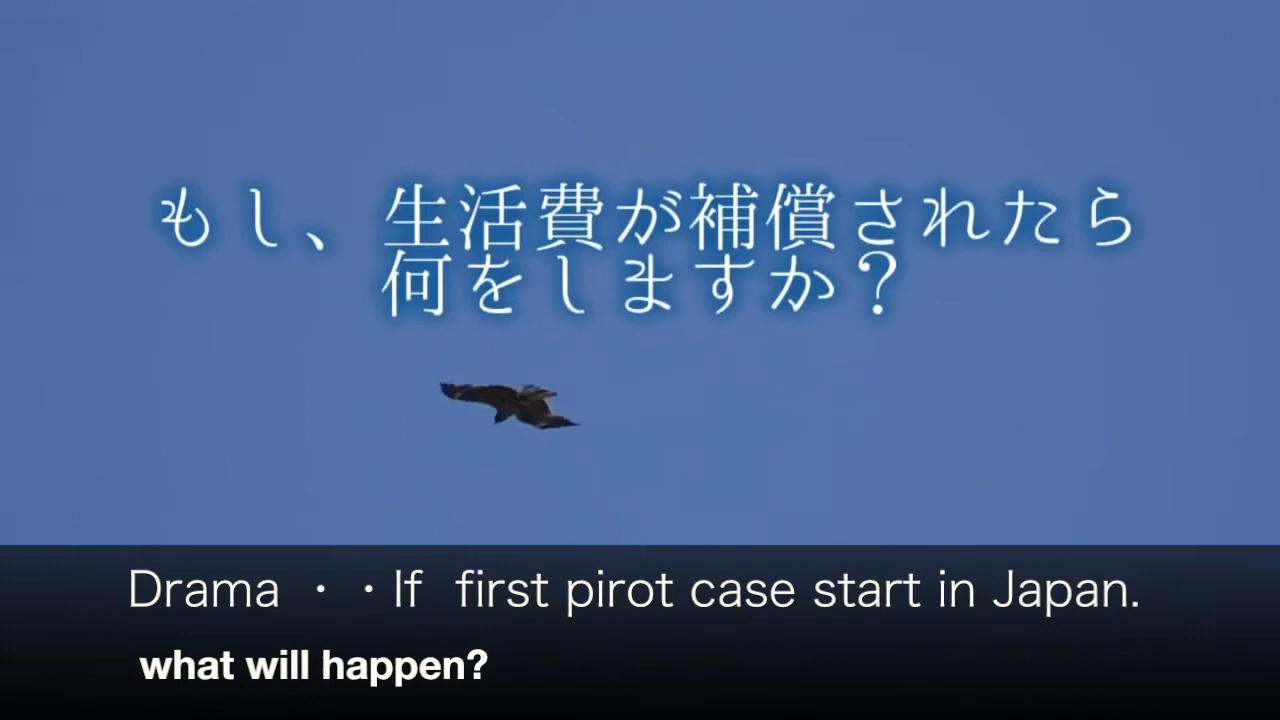 もし、生活費が補償されたら
何をしますか？
Drama ・・If first pirot case start in Japan.
what will happen?